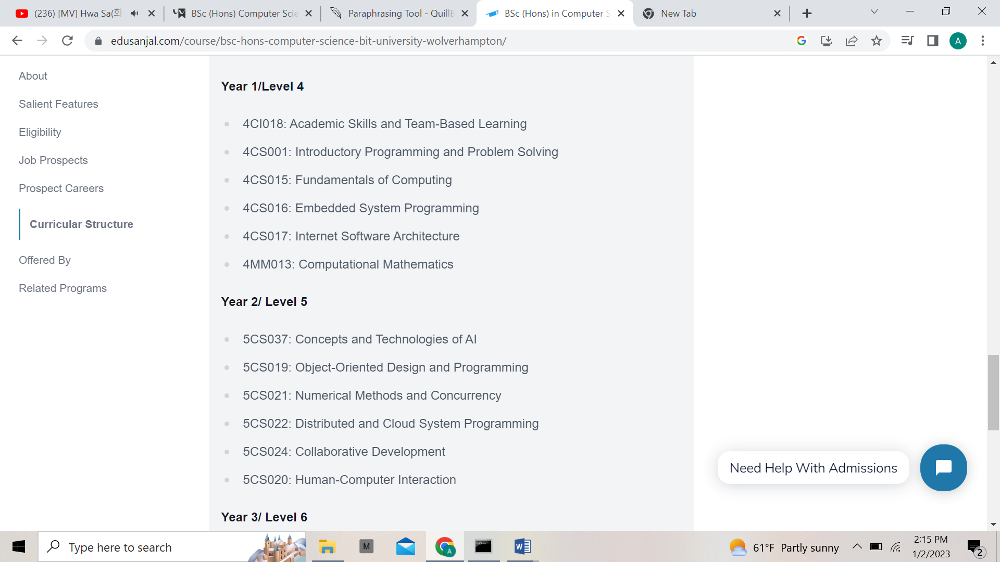 (236) [MV] Hwa Sa(화
BSc (Hons) Computer Scie
Paraphrasing Tool - QuillB
BSc (Hons) in Computer S
New Tab
edusanjal.com/course/bsc-hons-computer-science-bit-university-wolverhampton/
A
About
Salient Features
Eligibility
Job Prospects
Prospect Careers
Curricular Structure
Offered By
Related Programs
Year 1/Level 4
4CI018: Academic Skills and Team-Based Learning
4CS001: Introductory Programming and Problem Solving
4CS015: Fundamentals of Computing
4CS016: Embedded System Programming
4CS017: Internet Software Architecture
4MM013: Computational Mathematics
Year 2/ Level 5
5CS037: Concepts and Technologies of AI
5CS019: Object-Oriented Design and Programming
5CS021: Numerical Methods and Concurrency
5CS022: Distributed and Cloud System Programming
5CS024: Collaborative Development
5CS020: Human-Computer Interaction
Year 3/ Level 6
Need Help With Admissions
Type here to search
M
A
W
61°F Partly sunny
2:15 PM
1/2/2023
2